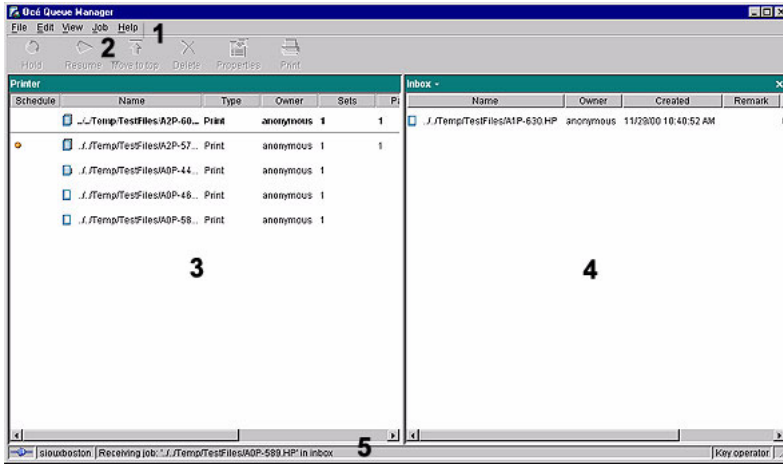 Océ Queue Manager
File Edit View Job Help 1
2
Hold Resume Move to top Delete Properties Print
Printer
Schedule Name Type Owner Sets
../../Temp/TestFiles/A2P-60... Print anonymous 1 1
../../Temp/TestFiles/A2P-57... Print anonymous 1 1
../../Temp/TestFiles/A0P-44... Print anonymous 1
../../Temp/TestFiles/A0P-46... Print anonymous 1
../../Temp/TestFiles/A0P-58... Print anonymous 1
3
Inbox
Name Owner Created Remark
../../Temp/TestFiles/A1P-630.HP anonymous 11/29/00 10:40:52 AM
4
siouxboston Receiving job: '../../Temp/TestFiles/A0P-589.HP' in inbox 5 Key operator